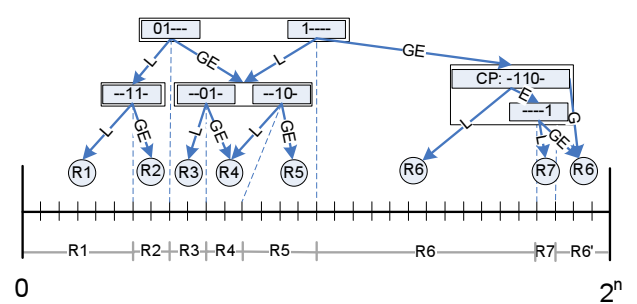 01--- 1----
L GE L GE
--11- --01- --10- CP: -110-
E G
----1
L GE L GE L GE L L GE
R1 R2 R3 R4 R5 R6 R7 R6
R1 R2 R3 R4 R5 R6 R7 R6'
0 2ⁿ